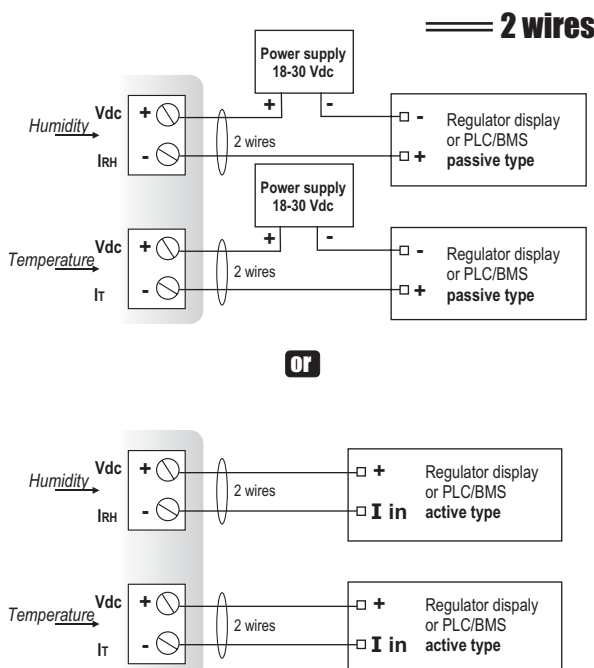 2 wires
Power supply
18-30 Vdc
+ -
Humidity
Vdc +
IRH -
2 wires
- Regulator display
or PLC/BMS
+ passive type
Power supply
18-30 Vdc
+ -
Temperature
Vdc +
IT -
2 wires
- Regulator display
or PLC/BMS
+ passive type
or
Humidity
Vdc +
IRH -
2 wires
+ Regulator display
or PLC/BMS
I in active type
Temperature
Vdc +
IT -
2 wires
+ Regulator dispaly
or PLC/BMS
I in active type